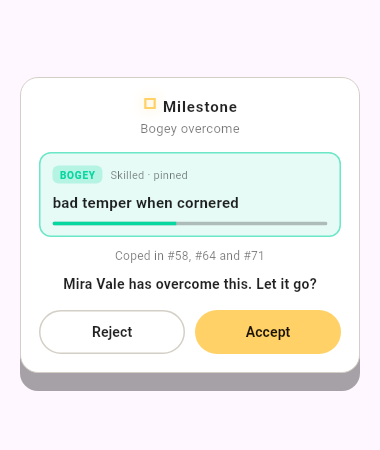 Milestone
Bogey overcome
BOGEY Skilled · pinned
bad temper when cornered
Coped in #58, #64 and #71
Mira Vale has overcome this. Let it go?
Reject Accept